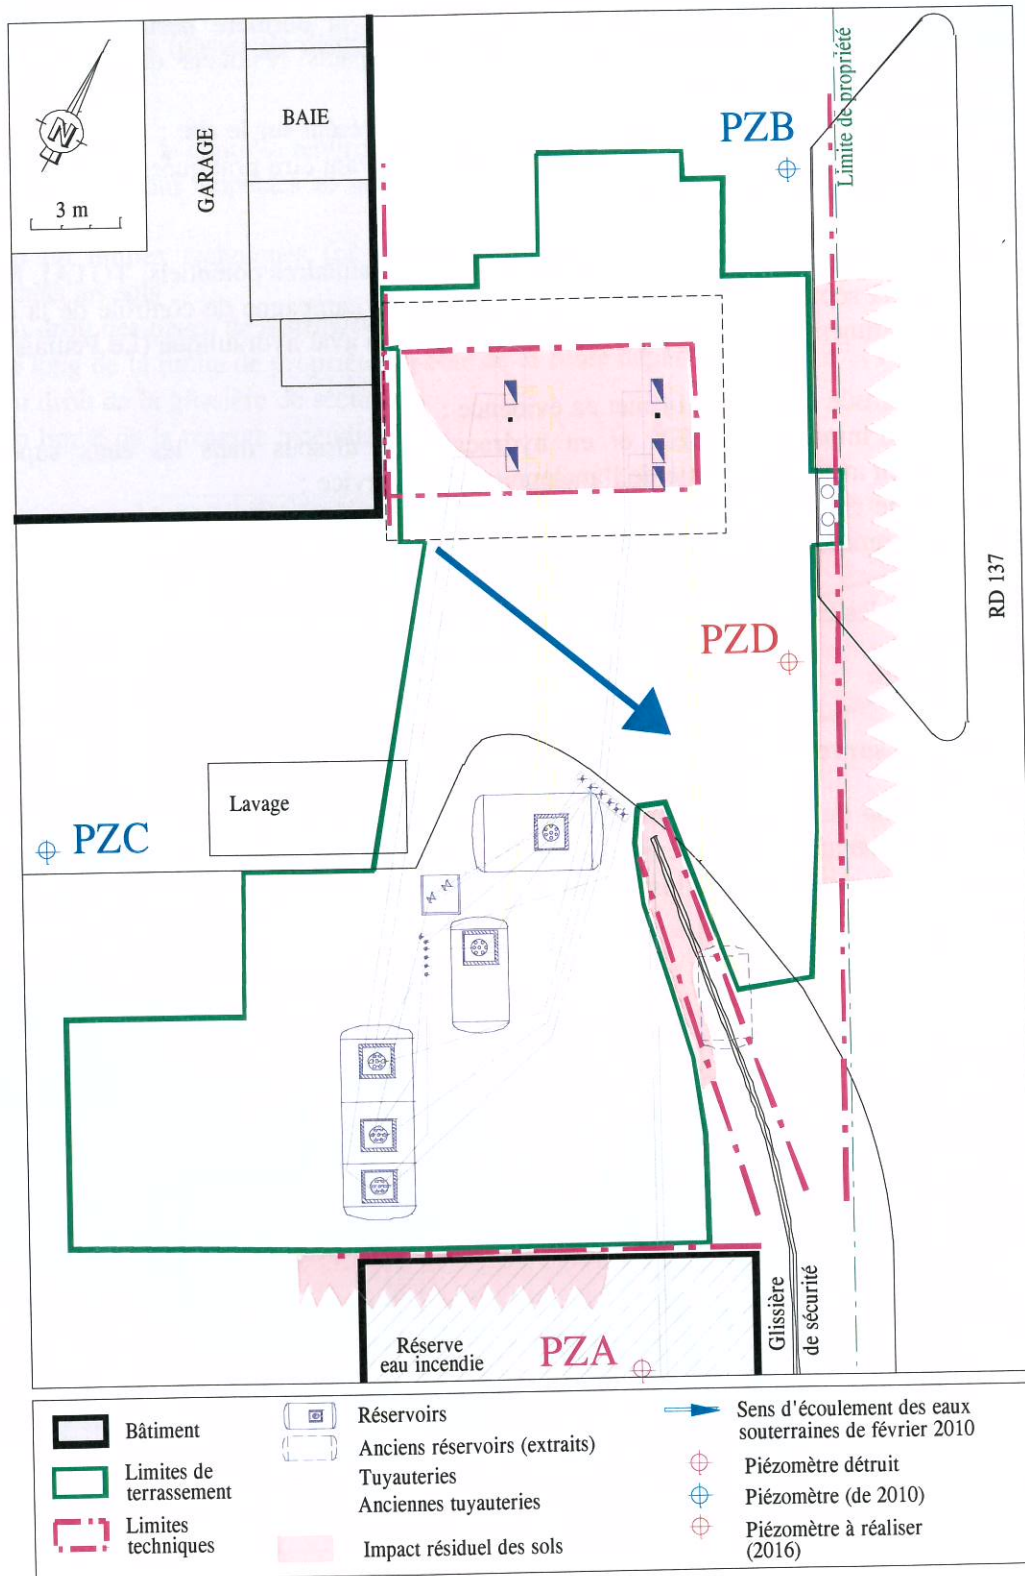 N
3 m
GARAGE
BAIE
PZB
Limite de propriété
RD 137
PZD
Lavage
PZC
Réserve
eau incendie
PZA
Glissière
de sécurité
Bâtiment
Limites de
terrassement
Limites
techniques
Réservoirs
Anciens réservoirs (extraits)
Tuyauteries
Anciennes tuyauteries
Impact résiduel des sols
Sens d'écoulement des eaux
souterraines de février 2010
Piézomètre détruit
Piézomètre (de 2010)
Piézomètre à réaliser
(2016)